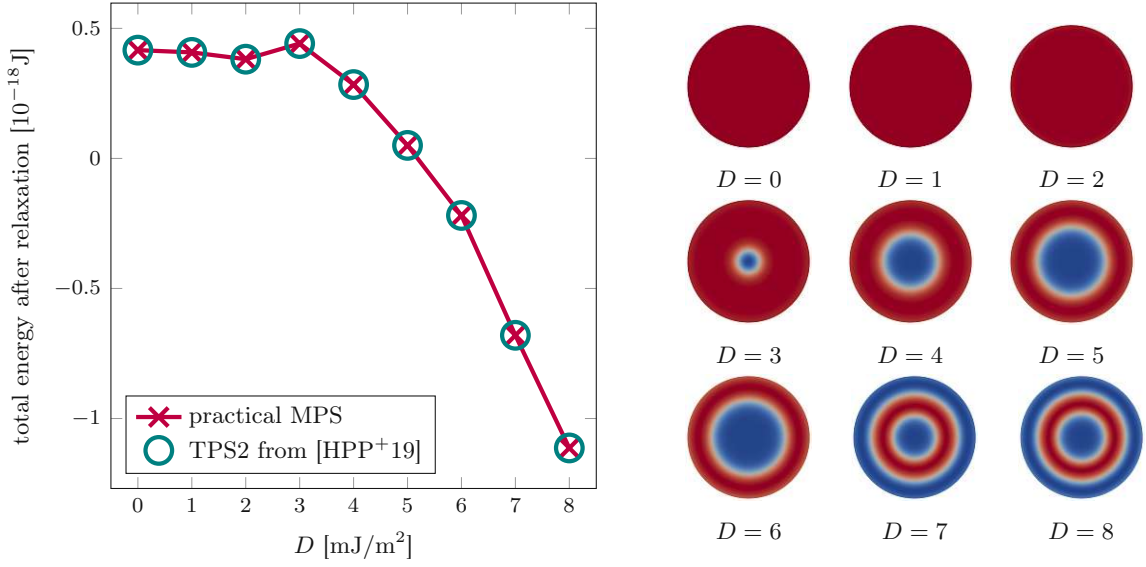 total energy after relaxation [10−18J]
0.5
0
−0.5
−1
0 1 2 3 4 5 6 7 8
D [mJ/m2]
practical MPS
TPS2 from [HPP+19]
D = 0 D = 1 D = 2
D = 3 D = 4 D = 5
D = 6 D = 7 D = 8